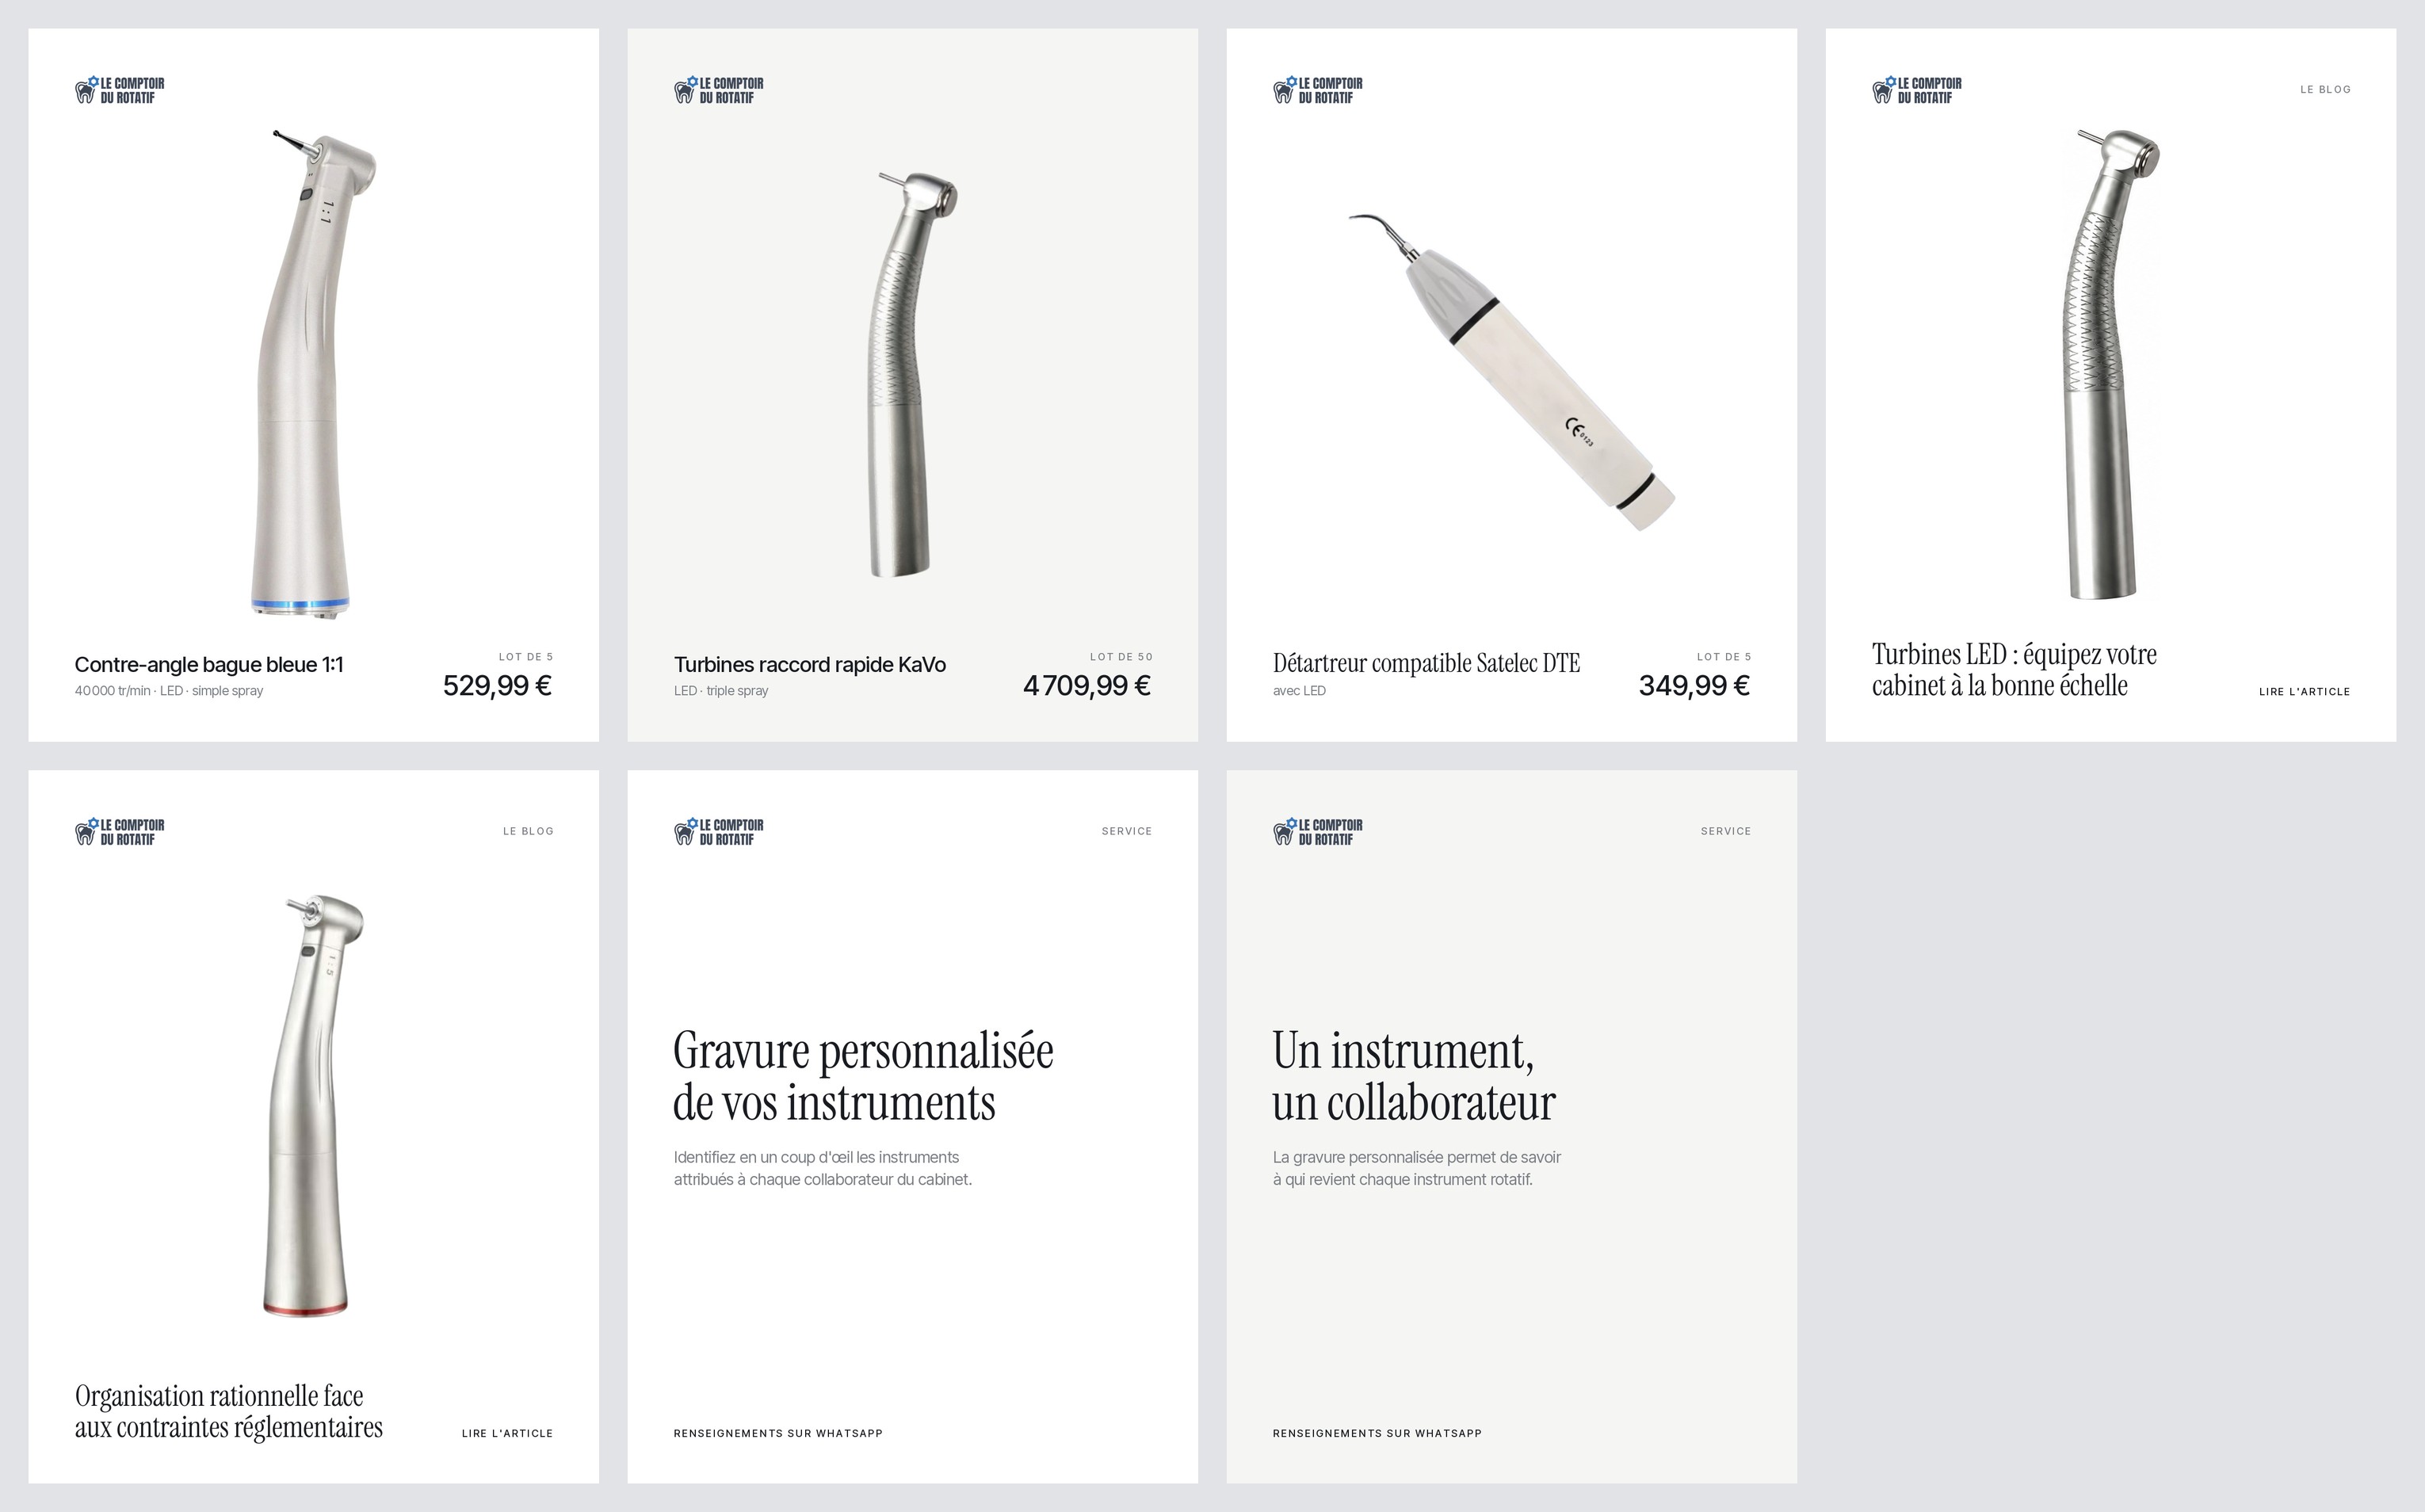 LE COMPTOIR
DU ROTATIF
1:1
Contre-angle bague bleue 1:1
40 000 tr/min · LED · simple spray
LOT DE 5
529,99 €
LE COMPTOIR
DU ROTATIF
Turbines raccord rapide KaVo
LED · triple spray
LOT DE 50
4 709,99 €
LE COMPTOIR
DU ROTATIF
CE 0123
Détartreur compatible Satelec DTE
avec LED
LOT DE 5
349,99 €
LE COMPTOIR
DU ROTATIF
LE BLOG
Turbines LED : équipez votre
cabinet à la bonne échelle
LIRE L'ARTICLE
LE COMPTOIR
DU ROTATIF
LE BLOG
1:5
Organisation rationnelle face
aux contraintes réglementaires
LIRE L'ARTICLE
LE COMPTOIR
DU ROTATIF
SERVICE
Gravure personnalisée
de vos instruments
Identifiez en un coup d'œil les instruments
attribués à chaque collaborateur du cabinet.
RENSEIGNEMENTS SUR WHATSAPP
LE COMPTOIR
DU ROTATIF
SERVICE
Un instrument,
un collaborateur
La gravure personnalisée permet de savoir
à qui revient chaque instrument rotatif.
RENSEIGNEMENTS SUR WHATSAPP